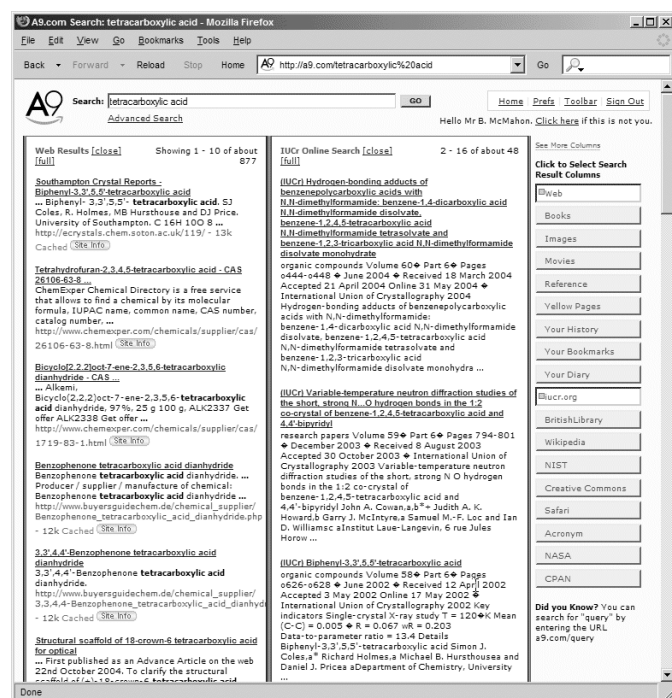 A9.com Search: tetracarboxylic acid - Mozilla Firefox
File Edit View Go Bookmarks Tools Help
Back Forward Reload Stop Home A9 http://a9.com/tetracarboxylic%20acid Go
A9 Search: tetracarboxylic acid GO
Advanced Search
Home Prefs Toolbar Sign Out
Hello Mr B. McMahon. Click here if this is not you.
Web Results [close] Showing 1 - 10 of about
[full] 877
Southampton Crystal Reports -
Biphenyl-3,3',5,5'-tetracarboxylic acid
... Biphenyl- 3,3',5,5'- tetracarboxylic acid. SJ
Coles, R. Holmes, MB Hursthouse and DJ Price.
University of Southampton. C 16H 10O 8 ...
http://ecrystals.chem.soton.ac.uk/119/ - 13k
Cached Site Info
Tetrahydrofuran-2,3,4,5-tetracarboxylic acid - CAS
26106-63-8 ...
ChemExper Chemical Directory is a free service
that allows to find a chemical by its molecular
formula, IUPAC name, common name, CAS number,
catalog number, ...
http://www.chemexper.com/chemicals/supplier/cas/
26106-63-8.html Site Info
Bicyclo[2.2.2]oct-7-ene-2,3,5,6-tetracarboxylic
dianhydride - CAS ...
... Alkemi,
Bicyclo(2,2,2)oct-7-ene-2,3,5,6-tetracarboxylic
acid dianhydride, 97%, 25 g 100 g, ALK2337 Get
offer ALK2338 Get offer ...
http://www.chemexper.com/chemicals/supplier/cas/
1719-83-1.html Site Info
Benzophenone tetracarboxylic acid dianhydride
Benzophenone tetracarboxylic acid dianhydride. ...
Producer / supplier / manufacture of chemical:
Benzophenone tetracarboxylic acid dianhydride ...
http://www.buyersguidechem.de/chemical_supplier/
Benzophenone_tetracarboxylic_acid_dianhydride.php
- 12k Cached Site Info
3,3',4,4'-Benzophenone tetracarboxylic acid
dianhydride
3,3',4,4'-Benzophenone tetracarboxylic acid
dianhydride.
http://www.buyersguidechem.de/chemical_supplier/
3,3,4,4-Benzophenone_tetracarboxylic_acid_dianhyd
- 12k Cached Site Info
Structural scaffold of 18-crown-6 tetracarboxylic acid
for optical
... First published as an Advance Article on the web
22nd October 2004. To clarify the structural
scaffold of (+)-18-crown-6 tetracarboxylic acid
IUCr Online Search [close] 2 - 16 of about 48
[full]
(IUCr) Hydrogen-bonding adducts of
benzenepolycarboxylic acids with
N,N-dimethylformamide: benzene-1,4-dicarboxylic acid
N,N-dimethylformamide disolvate,
benzene-1,2,4,5-tetracarboxylic acid
N,N-dimethylformamide tetrasolvate and
benzene-1,2,3-tricarboxylic acid N,N-dimethylformamide
disolvate monohydrate
organic compounds Volume 60� Part 6� Pages
o444-o448 � June 2004 � Received 18 March 2004
Accepted 21 April 2004 Online 31 May 2004 �
International Union of Crystallography 2004
Hydrogen-bonding adducts of benzenepolycarboxylic
acids with N,N-dimethylformamide:
benzene-1,4-dicarboxylic acid N,N-dimethylformamide
disolvate, benzene-1,2,4,5-tetracarboxylic acid
N,N-dimethylformamide tetrasolvate and
benzene-1,2,3-tricarboxylic acid
N,N-dimethylformamide disolvate monohydra ...
(IUCr) Variable-temperature neutron diffraction studies of
the short, strong N...O hydrogen bonds in the 1:2
co-crystal of benzene-1,2,4,5-tetracarboxylic acid and
4,4'-bipyridyl
research papers Volume 59� Part 6� Pages 794-801
� December 2003 � Received 8 August 2003
Accepted 30 October 2003 � International Union of
Crystallography 2003 Variable-temperature neutron
diffraction studies of the short, strong N O hydrogen
bonds in the 1:2 co-crystal of
benzene-1,2,4,5-tetracarboxylic acid and
4,4'-bipyridyl John A. Cowan,a,b*+ Judith A. K.
Howard,b Garry J. McIntyre,a Samuel M.-F. Loc and Ian
D. Williamsc aInstitut Laue-Langevin, 6 rue Jules
Horow ...
(IUCr) Biphenyl-3,3',5,5'-tetracarboxylic acid
organic compounds Volume 58� Part 6� Pages
o626-o628 � June 2002 � Received 12 April 2002
Accepted 3 May 2002 Online 17 May 2002 �
International Union of Crystallography 2002 Key
indicators Single-crystal X-ray study T = 120�K Mean
(C-C) = 0.005 � R = 0.067 wR = 0.203
Data-to-parameter ratio = 13.4 Details
Biphenyl-3,3',5,5'-tetracarboxylic acid Simon J.
Coles,a* Richard Holmes,a Michael B. Hursthousea and
Daniel J. Pricea aDepartment of Chemistry, University
...
See More Columns
Click to Select Search
Result Columns
Web
Books
Images
Movies
Reference
Yellow Pages
Your History
Your Bookmarks
Your Diary
iucr.org
BritishLibrary
Wikipedia
NIST
Creative Commons
Safari
Acronym
NASA
CPAN
Did you Know? You can
search for "query" by
entering the URL
a9.com/query
Done